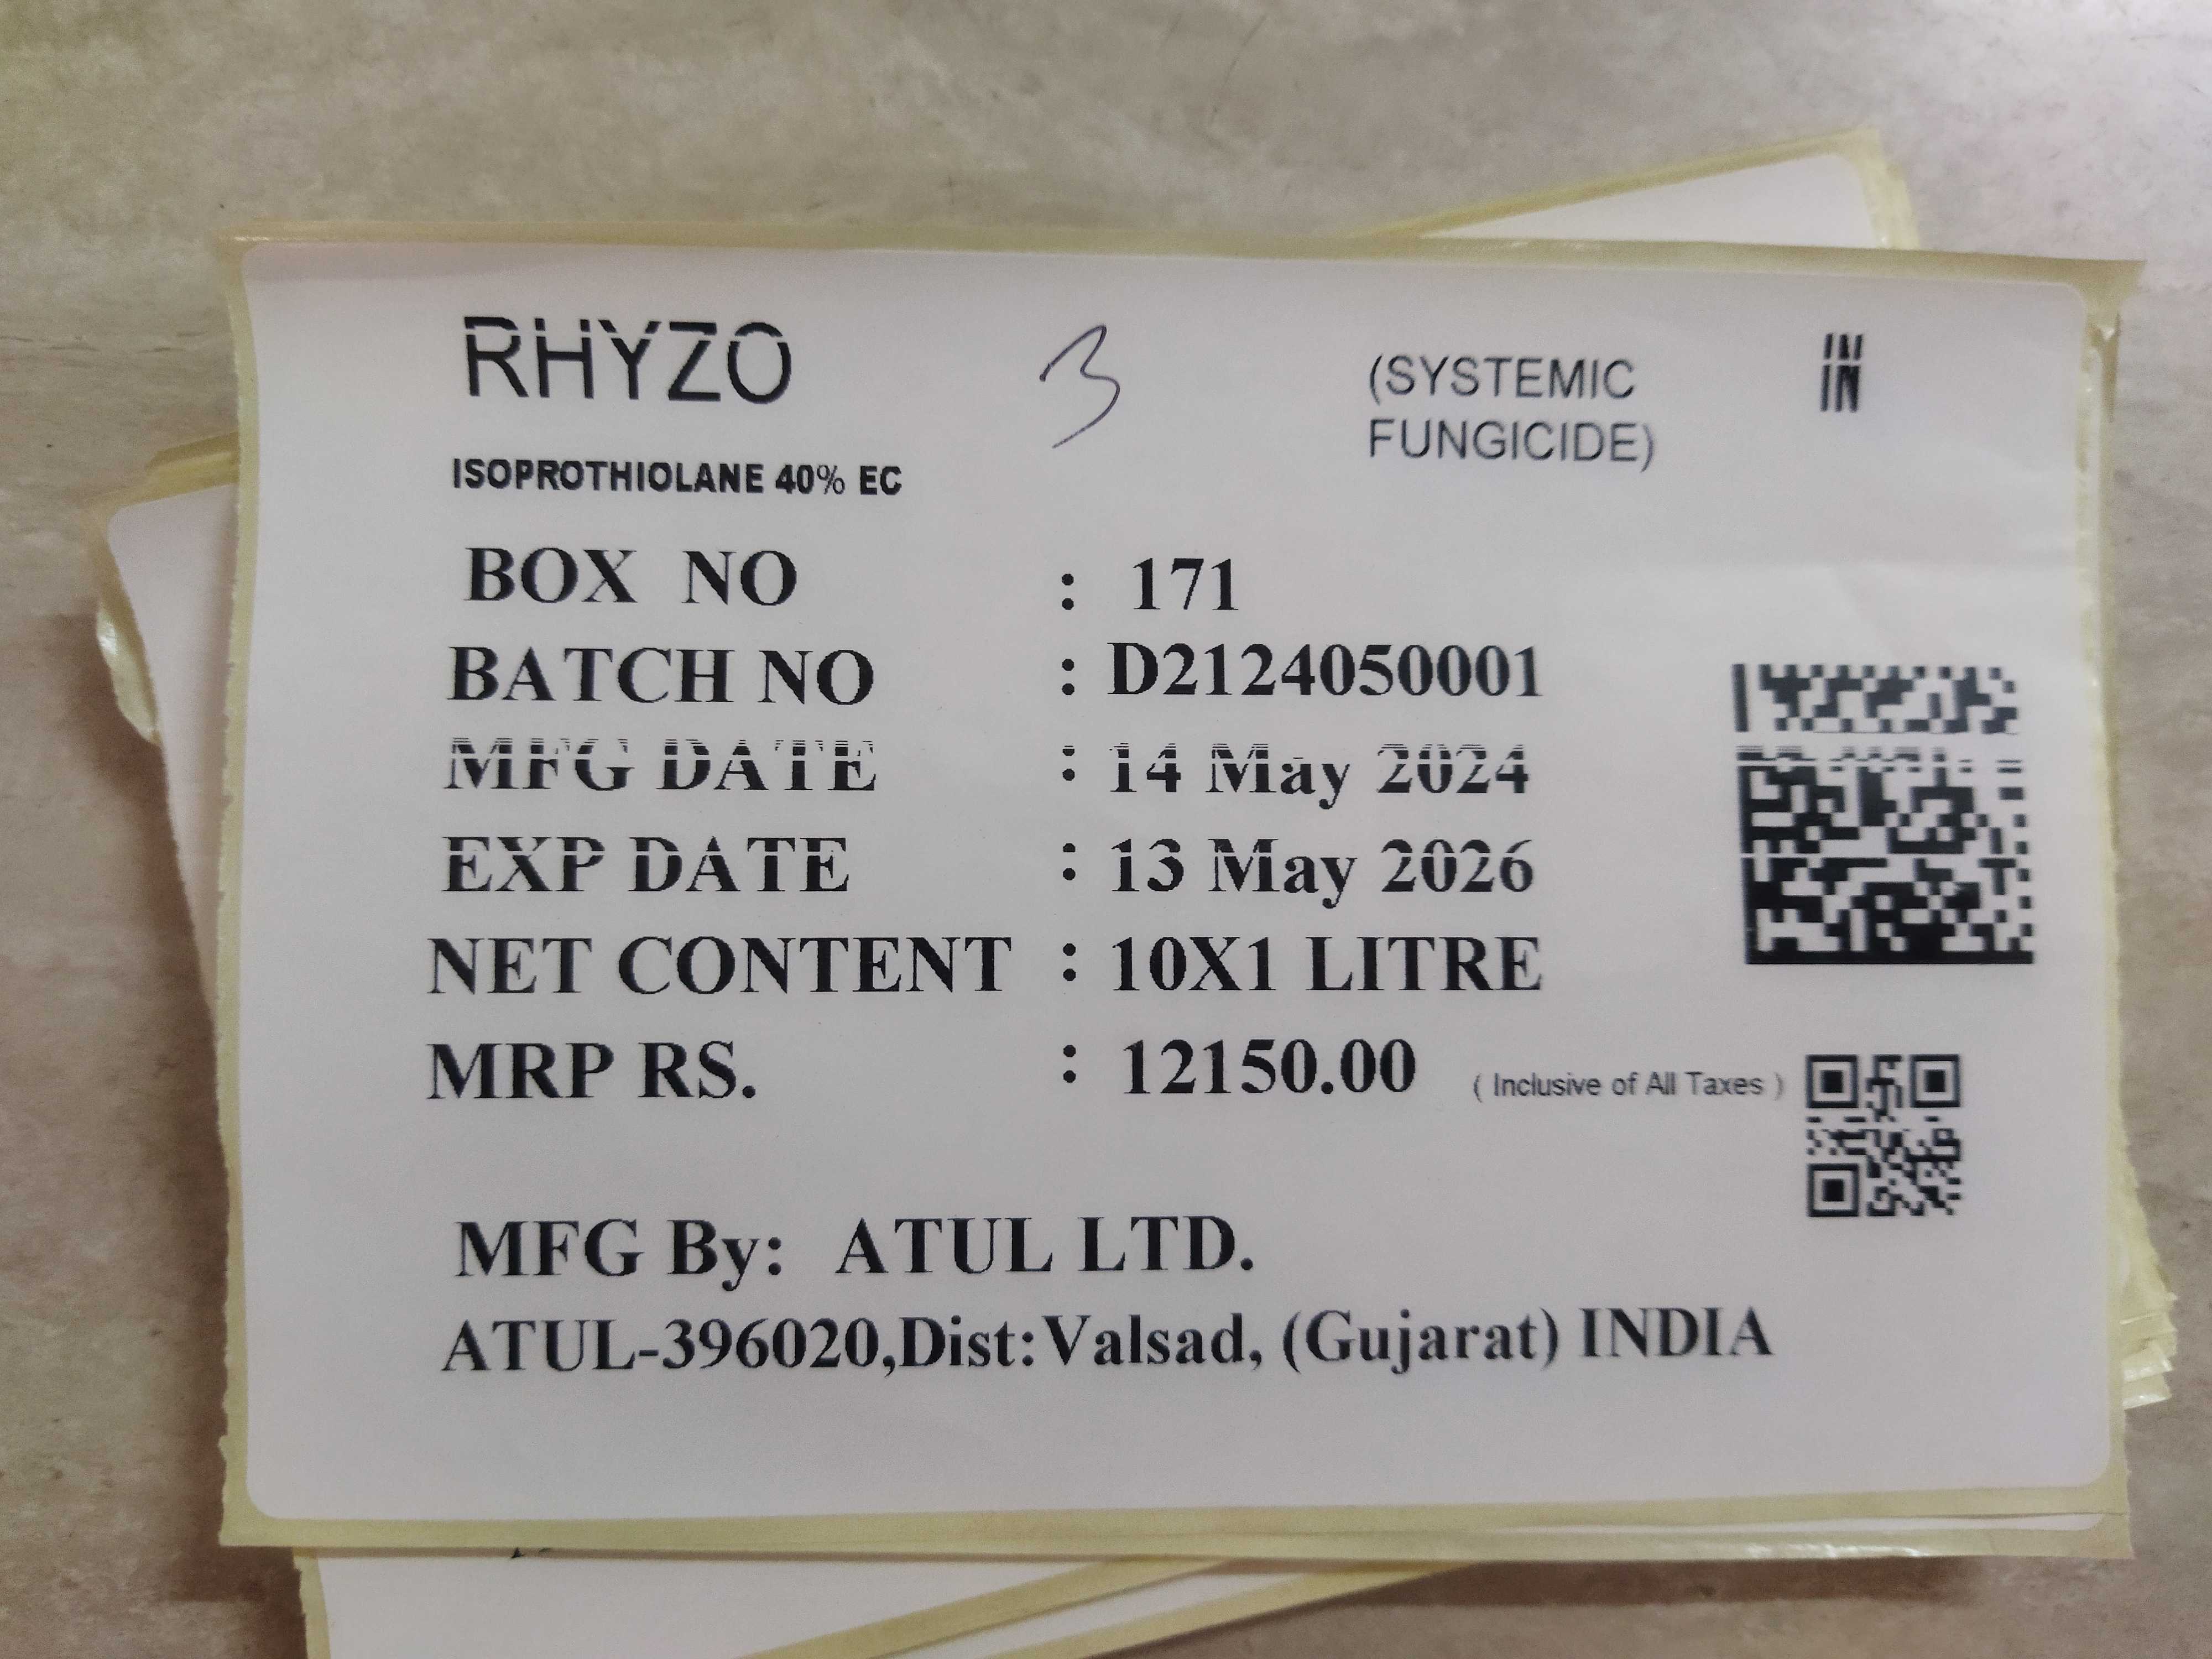 RHYZO
3
(SYSTEMIC
FUNGICIDE)
IN
ISOPROTHIOLANE 40% EC
BOX NO : 171
BATCH NO : D2124050001
MFG DATE : 14 May 2024
EXP DATE : 13 May 2026
NET CONTENT : 10X1 LITRE
MRP RS. : 12150.00 ( Inclusive of All Taxes )
MFG By: ATUL LTD.
ATUL-396020,Dist:Valsad, (Gujarat) INDIA